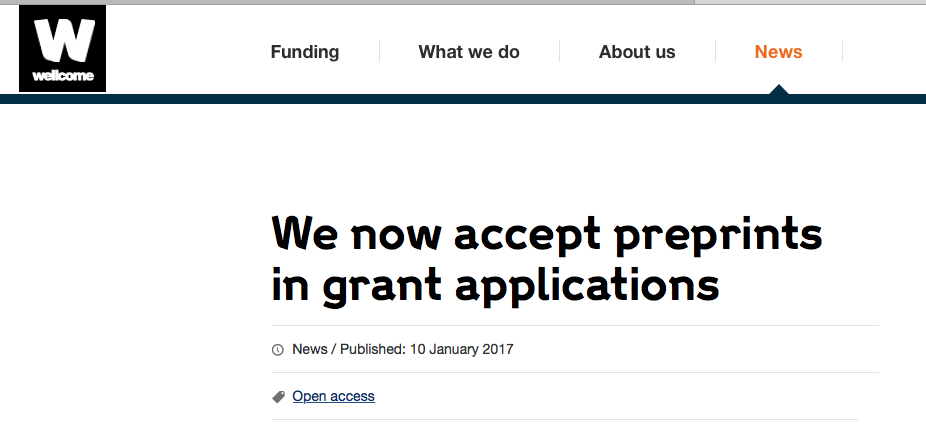 W
wellcome
Funding
What we do
About us
News
We now accept preprints
in grant applications
News / Published: 10 January 2017
Open access